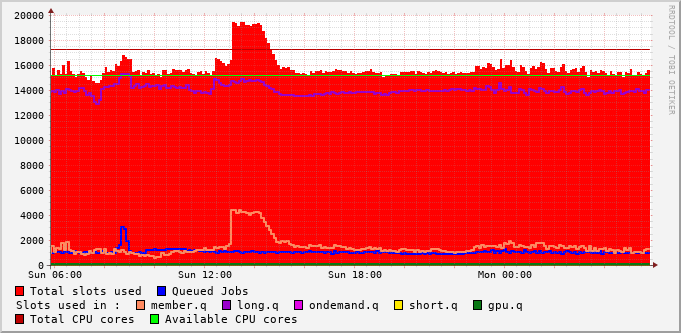 20000
18000
16000
14000
12000
10000
8000
6000
4000
2000
0
Sun 06:00 Sun 12:00 Sun 18:00 Mon 00:00
RRDTOOL / TOBI OETIKER
Total slots used Queued Jobs
Slots used in : member.q long.q ondemand.q short.q gpu.q
Total CPU cores Available CPU cores